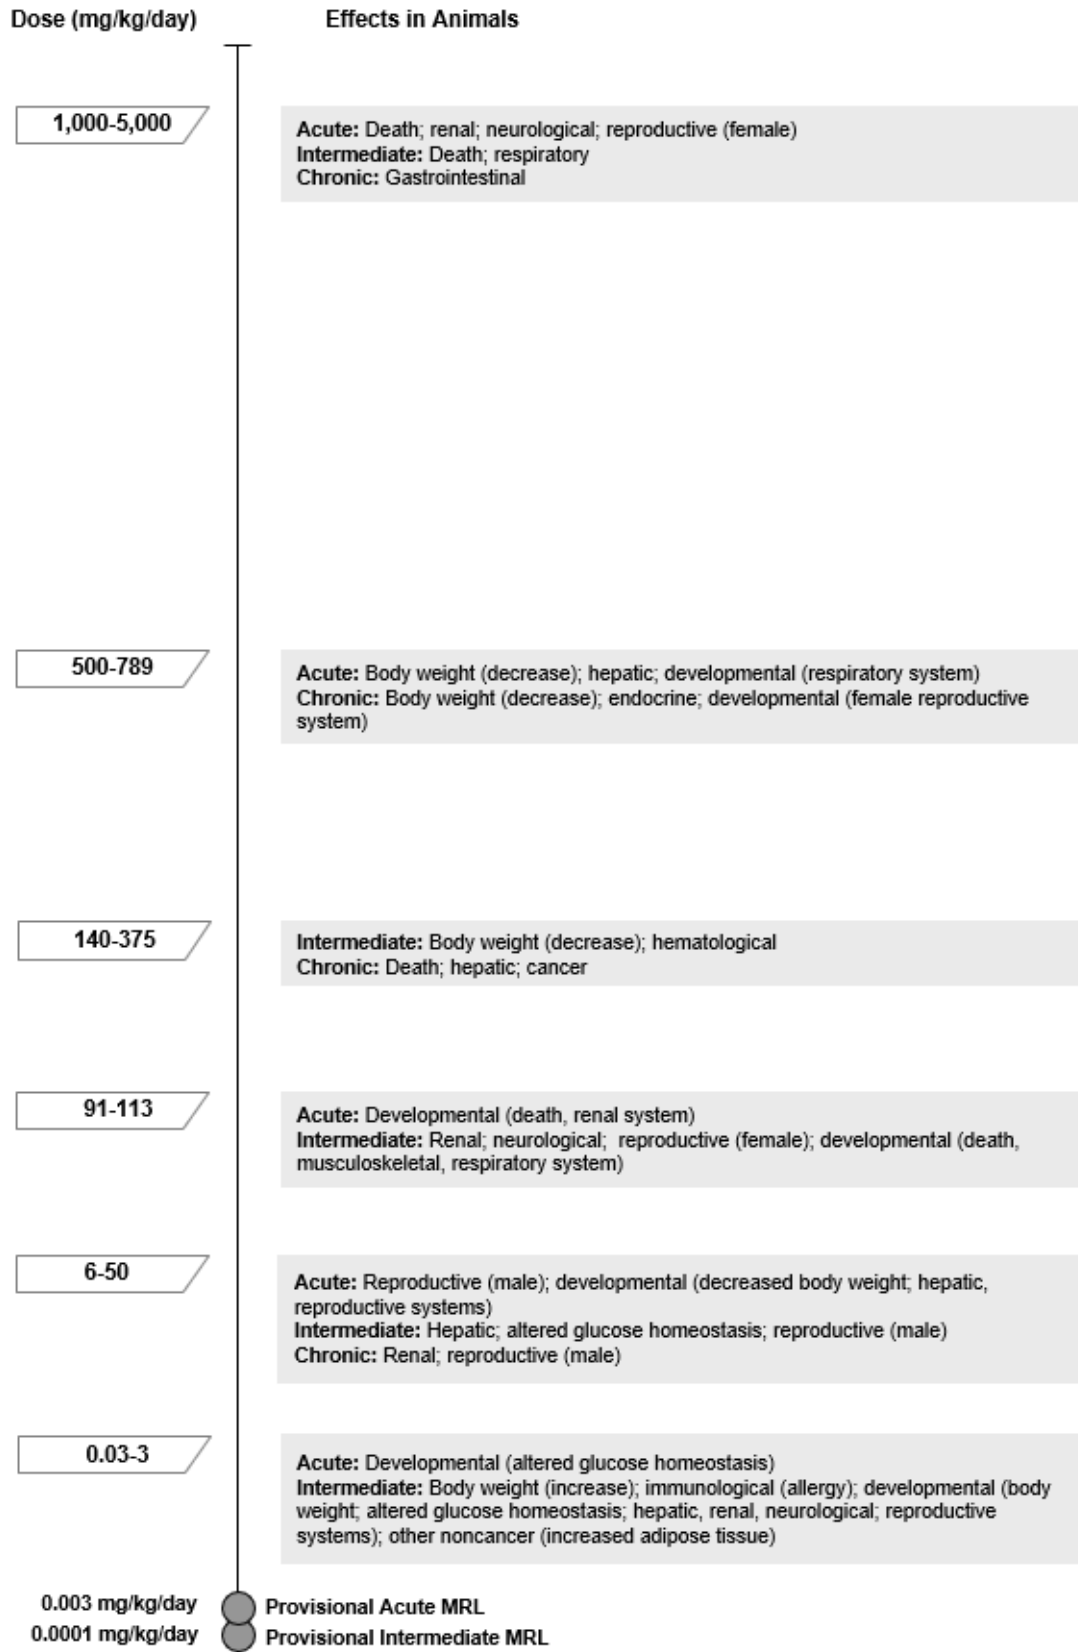 Dose (mg/kg/day)
Effects in Animals
1,000-5,000
Acute: Death; renal; neurological; reproductive (female)
Intermediate: Death; respiratory
Chronic: Gastrointestinal
500-789
Acute: Body weight (decrease); hepatic; developmental (respiratory system)
Chronic: Body weight (decrease); endocrine; developmental (female reproductive
system)
140-375
Intermediate: Body weight (decrease); hematological
Chronic: Death; hepatic; cancer
91-113
Acute: Developmental (death, renal system)
Intermediate: Renal; neurological; reproductive (female); developmental (death,
musculoskeletal, respiratory system)
6-50
Acute: Reproductive (male); developmental (decreased body weight; hepatic,
reproductive systems)
Intermediate: Hepatic; altered glucose homeostasis; reproductive (male)
Chronic: Renal; reproductive (male)
0.03-3
Acute: Developmental (altered glucose homeostasis)
Intermediate: Body weight (increase); immunological (allergy); developmental (body
weight; altered glucose homeostasis; hepatic, renal, neurological; reproductive
systems); other noncancer (increased adipose tissue)
0.003 mg/kg/day
Provisional Acute MRL
0.0001 mg/kg/day
Provisional Intermediate MRL